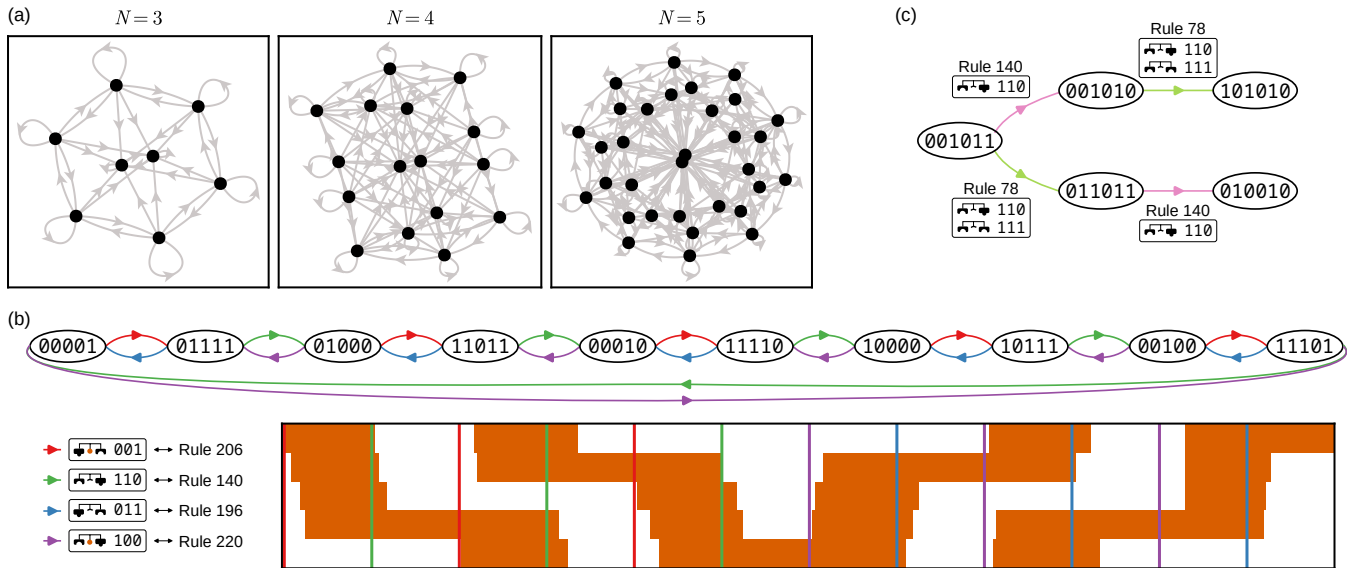 (a)
N = 3
N = 4
N = 5
(c)
Rule 78
110
111
Rule 140
110
001010
101010
001011
011011
010010
Rule 78
110
111
Rule 140
110
(b)
00001 01111 01000 11011 00010 11110 10000 10111 00100 11101
001 ↔ Rule 206
110 ↔ Rule 140
011 ↔ Rule 196
100 ↔ Rule 220